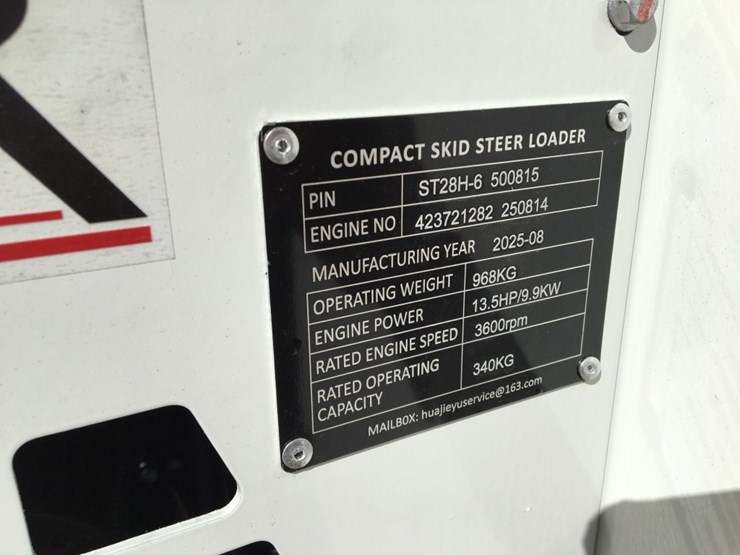 COMPACT SKID STEER LOADER
PIN ST28H-6 500815
ENGINE NO 423721282 250814
MANUFACTURING YEAR 2025-08
OPERATING WEIGHT 968KG
ENGINE POWER 13.5HP/9.9KW
RATED ENGINE SPEED 3600rpm
RATED OPERATING CAPACITY 340KG
MAILBOX: huajieyuservice@163.com
R